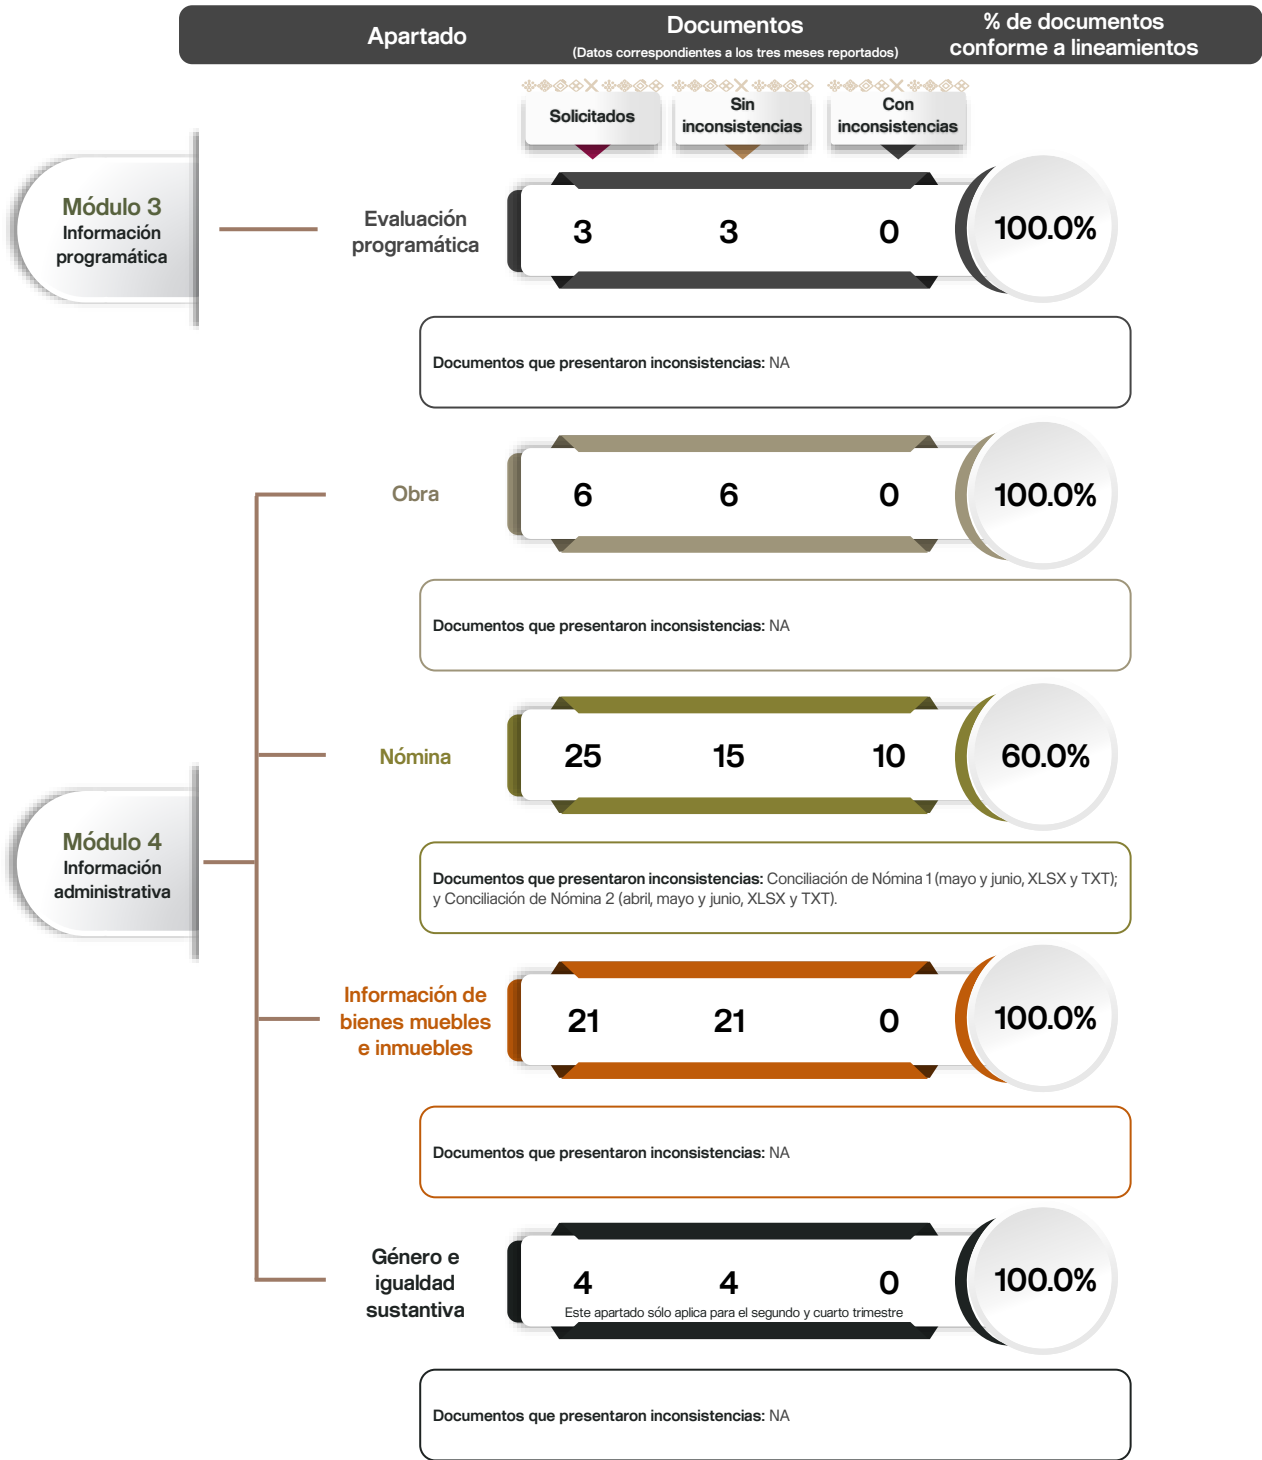 Apartado
Documentos
(Datos correspondientes a los tres meses reportados)
% de documentos
conforme a lineamientos
Solicitados
Sin
inconsistencias
Con
inconsistencias
Módulo 3
Información
programática
Evaluación
programática
3 3 0 100.0%
Documentos que presentaron inconsistencias: NA
Obra
6 6 0 100.0%
Documentos que presentaron inconsistencias: NA
Módulo 4
Información
administrativa
Nómina
25 15 10 60.0%
Documentos que presentaron inconsistencias: Conciliación de Nómina 1 (mayo y junio, XLSX y TXT);
y Conciliación de Nómina 2 (abril, mayo y junio, XLSX y TXT).
Información de
bienes muebles
e inmuebles
21 21 0 100.0%
Documentos que presentaron inconsistencias: NA
Género e
igualdad
sustantiva
4 4 0 100.0%
Este apartado sólo aplica para el segundo y cuarto trimestre
Documentos que presentaron inconsistencias: NA